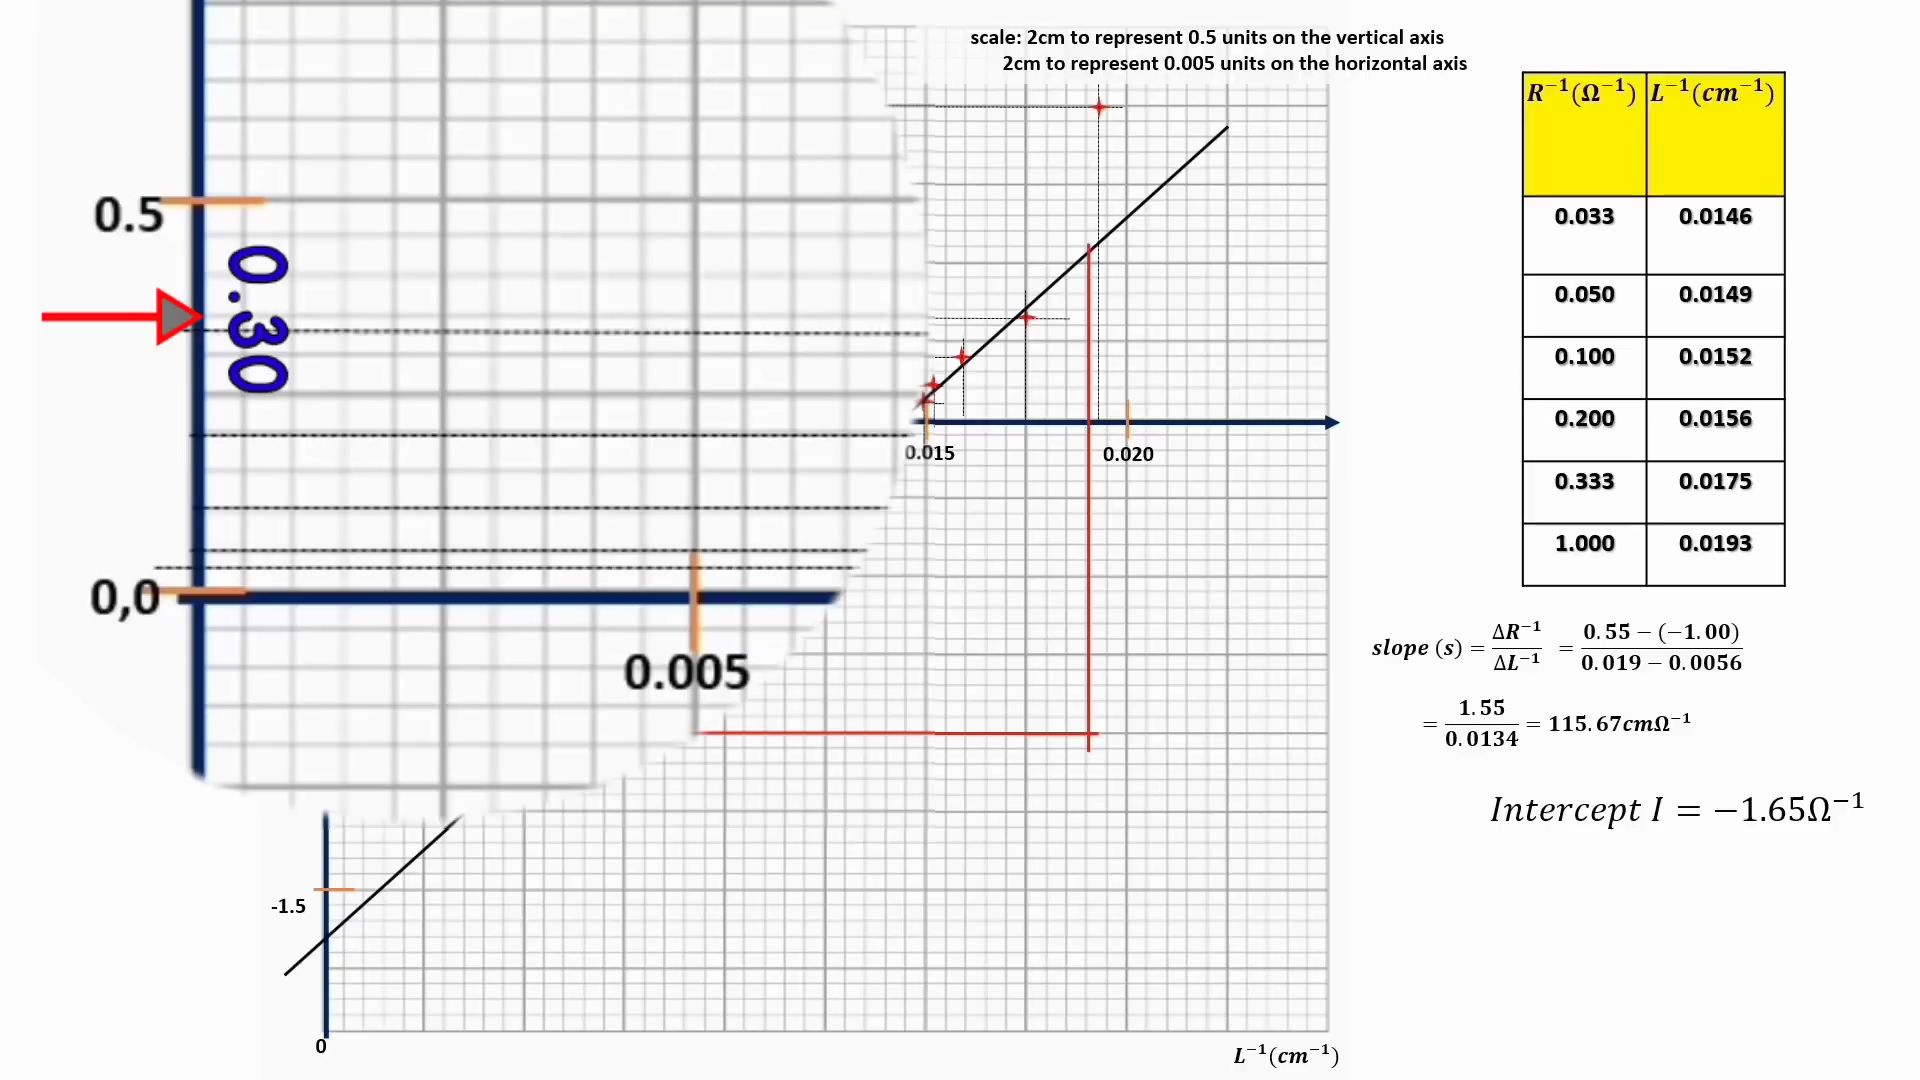 scale: 2cm to represent 0.5 units on the vertical axis
2cm to represent 0.005 units on the horizontal axis
0.5
0.30
0,0
0.005
0.015
0.020
-1.5
0
L⁻¹(cm⁻¹)
R⁻¹(Ω⁻¹) L⁻¹(cm⁻¹)
0.033 0.0146
0.050 0.0149
0.100 0.0152
0.200 0.0156
0.333 0.0175
1.000 0.0193
slope (s) = ΔR⁻¹/ΔL⁻¹ = 0.55 − (−1.00)/0.019 − 0.0056
= 1.55/0.0134 = 115.67cmΩ⁻¹
Intercept I = −1.65Ω⁻¹